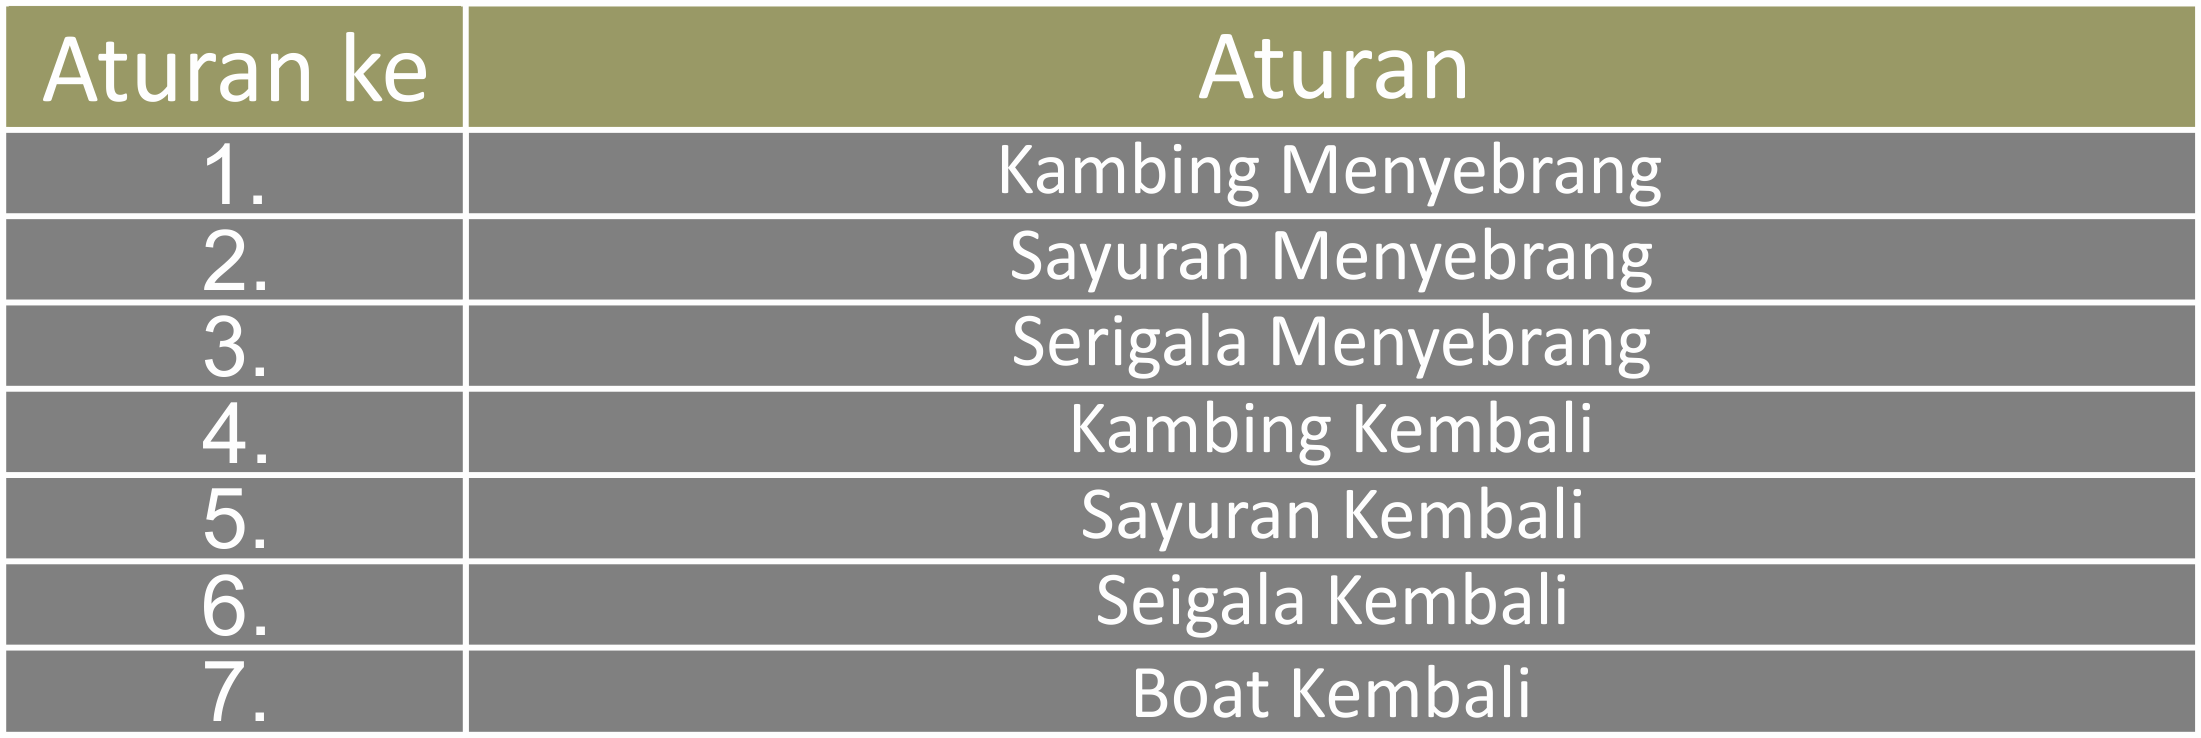 Aturan ke Aturan
1. Kambing Menyebrang
2. Sayuran Menyebrang
3. Serigala Menyebrang
4. Kambing Kembali
5. Sayuran Kembali
6. Seigala Kembali
7. Boat Kembali